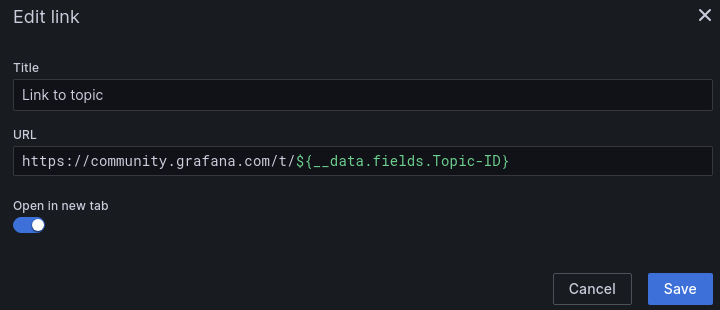 Edit link
Title
Link to topic
URL
https://community.grafana.com/t/${__data.fields.Topic-ID}
Open in new tab
Cancel Save